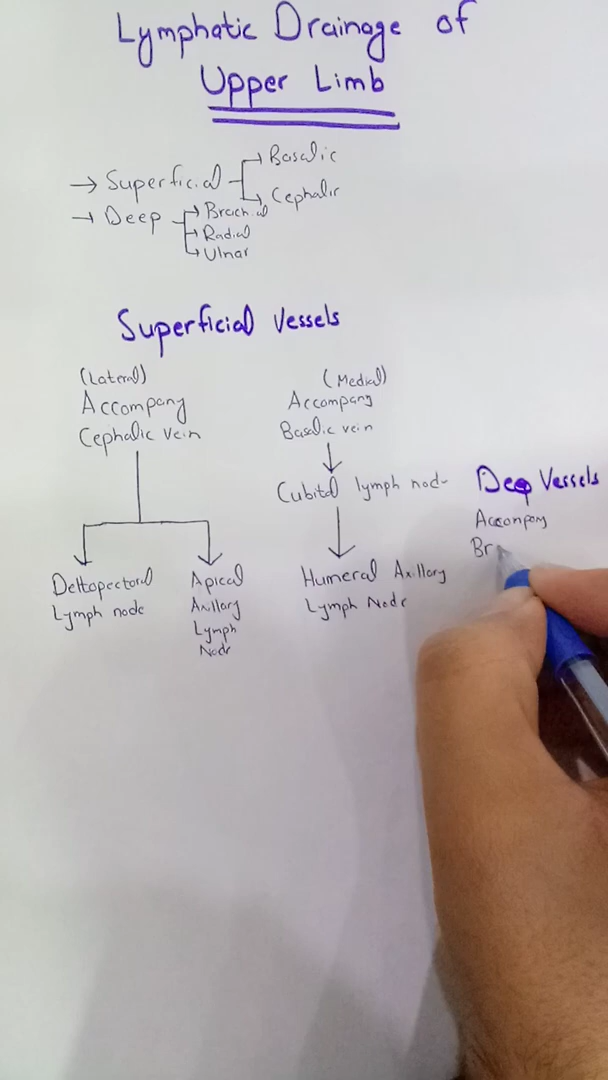 Lymphatic Drainage of
Upper Limb
→ Superficial → Basalic
→ Cephalic
→ Deep → Brachial
→ Radial
→ Ulnar
Superficial Vessels
(Lateral)
Accompany
Cephalic vein
Deltopectoral
Lymph node
Apical
Axillary
Lymph
Node
(Medial)
Accompany
Basalic vein
Cubital lymph node
Humeral Axillary
Lymph Node
Deep Vessels
Accompany
Br